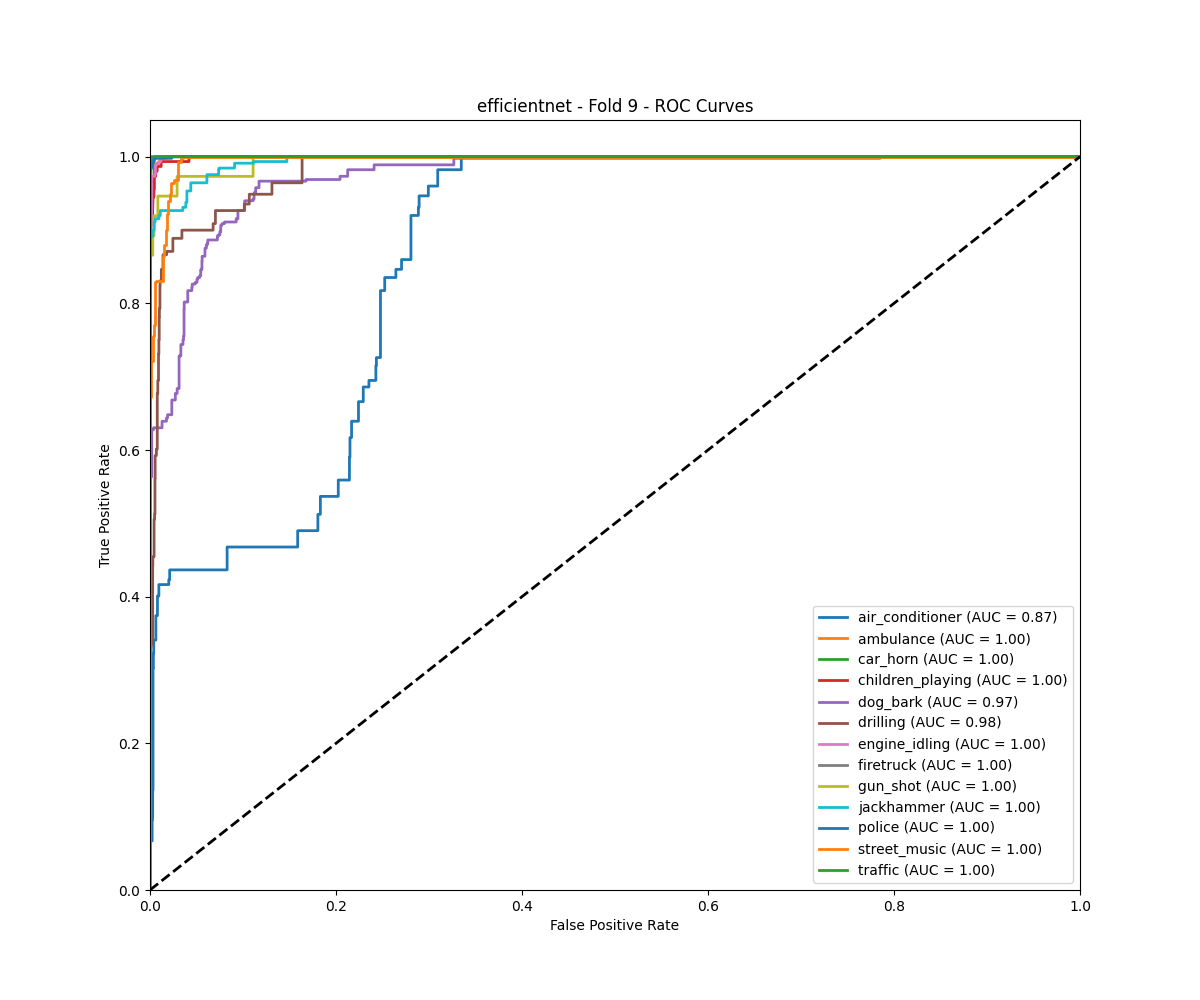 efficientnet - Fold 9 - ROC Curves
1.0
0.8
0.6
0.4
0.2
0.0
True Positive Rate
air_conditioner (AUC = 0.87)
ambulance (AUC = 1.00)
car_horn (AUC = 1.00)
children_playing (AUC = 1.00)
dog_bark (AUC = 0.97)
drilling (AUC = 0.98)
engine_idling (AUC = 1.00)
firetruck (AUC = 1.00)
gun_shot (AUC = 1.00)
jackhammer (AUC = 1.00)
police (AUC = 1.00)
street_music (AUC = 1.00)
traffic (AUC = 1.00)
0.0 0.2 0.4 0.6 0.8 1.0
False Positive Rate